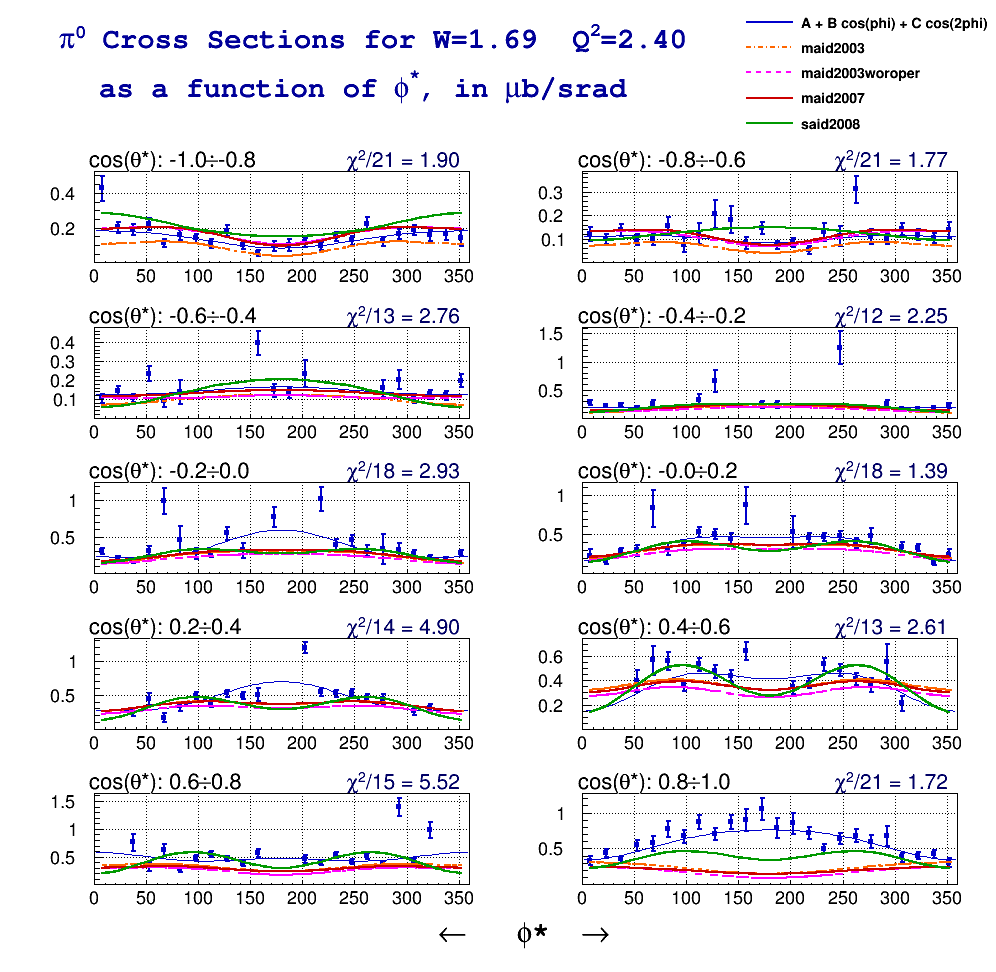 π⁰ Cross Sections for W=1.69 Q²=2.40
as a function of ϕ*, in μb/srad
A + B cos(phi) + C cos(2phi)
maid2003
maid2003woroper
maid2007
said2008
cos(θ*): -1.0÷-0.8 χ²/21 = 1.90
0.4
0.2
0 50 100 150 200 250 300 350
cos(θ*): -0.8÷-0.6 χ²/21 = 1.77
0.3
0.2
0.1
0 50 100 150 200 250 300 350
cos(θ*): -0.6÷-0.4 χ²/13 = 2.76
0.4
0.3
0.2
0.1
0 50 100 150 200 250 300 350
cos(θ*): -0.4÷-0.2 χ²/12 = 2.25
1.5
1
0.5
0 50 100 150 200 250 300 350
cos(θ*): -0.2÷0.0 χ²/18 = 2.93
1
0.5
0 50 100 150 200 250 300 350
cos(θ*): -0.0÷0.2 χ²/18 = 1.39
1
0.5
0 50 100 150 200 250 300 350
cos(θ*): 0.2÷0.4 χ²/14 = 4.90
1
0.5
0 50 100 150 200 250 300 350
cos(θ*): 0.4÷0.6 χ²/13 = 2.61
0.6
0.4
0.2
0 50 100 150 200 250 300 350
cos(θ*): 0.6÷0.8 χ²/15 = 5.52
1.5
1
0.5
0 50 100 150 200 250 300 350
cos(θ*): 0.8÷1.0 χ²/21 = 1.72
1
0.5
0 50 100 150 200 250 300 350
← ϕ* →